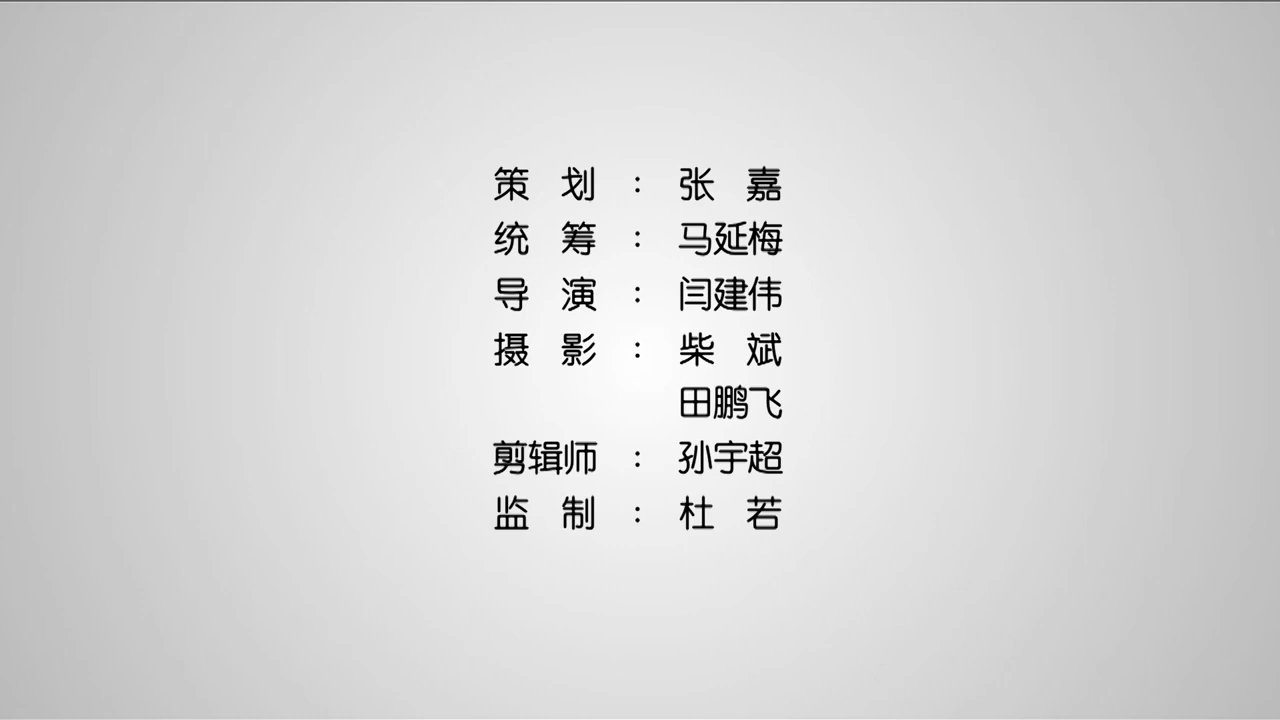 策 划 : 张 嘉
统 筹 : 马延梅
导 演 : 闫建伟
摄 影 : 柴 斌
田鹏飞
剪辑师 : 孙宇超
监 制 : 杜 若